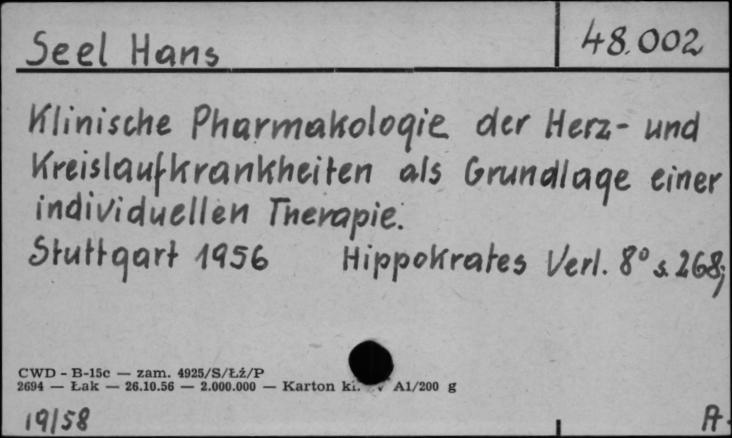 Seel Hans
48.002
Klinische Pharmakologie der Herz- und
Kreislaufkrankheiten als Grundlage einer
individuellen Therapie.
Stuttgart 1956 Hippokrates Verl. 8° s. 268;
CWD - B-15c — zam. 4925/S/Łź/P
2694 — Łak — 26.10.56 — 2.000.000 — Karton kl. V A1/200 g
19/58
A.